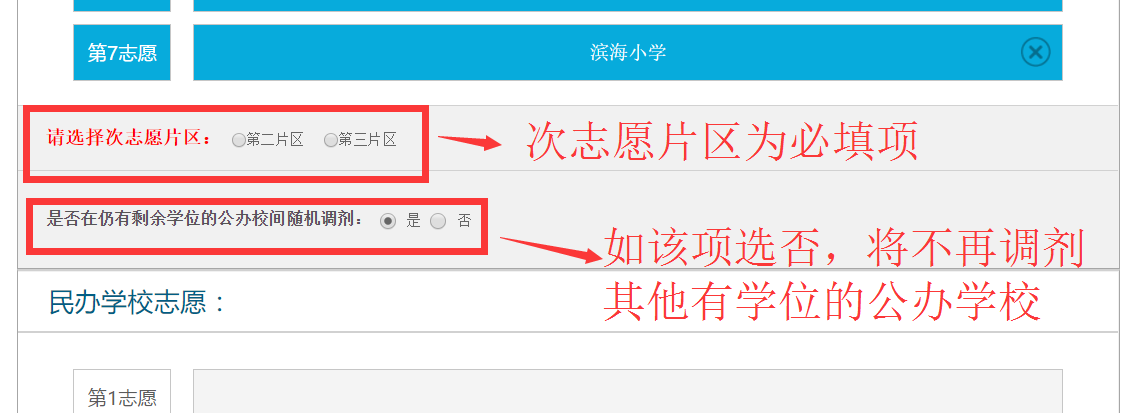 第7志愿 滨海小学
请选择次志愿片区： 第二片区 第三片区
次志愿片区为必填项
是否在仍有剩余学位的公办校间随机调剂： 是 否
如该项选否，将不再调剂
其他有学位的公办学校
民办学校志愿：
第1志愿